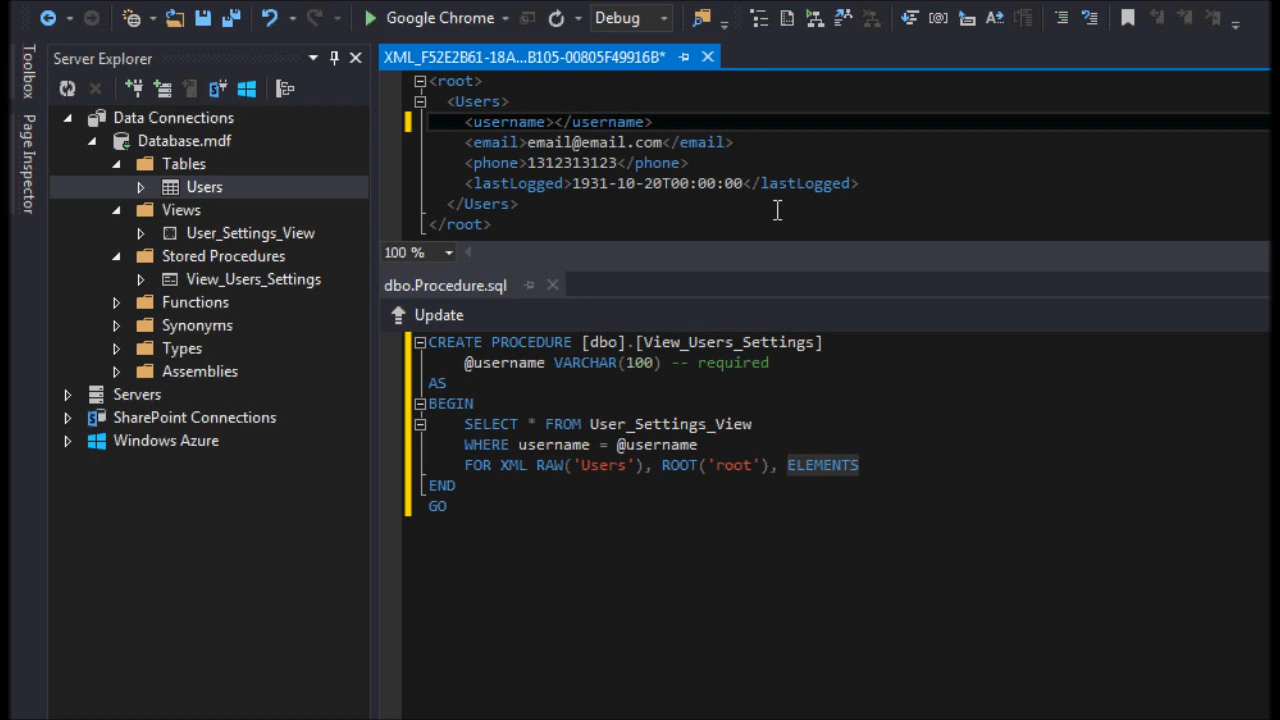 Google Chrome
Debug
Toolbox
Page Inspector
Server Explorer
Data Connections
Database.mdf
Tables
Users
Views
User_Settings_View
Stored Procedures
View_Users_Settings
Functions
Synonyms
Types
Assemblies
Servers
SharePoint Connections
Windows Azure
XML_F52E2B61-18A...B105-00805F49916B*
<root>
<Users>
<username></username>
<email>email@email.com</email>
<phone>1312313123</phone>
<lastLogged>1931-10-20T00:00:00</lastLogged>
</Users>
</root>
100 %
dbo.Procedure.sql
Update
CREATE PROCEDURE [dbo].[View_Users_Settings]
@username VARCHAR(100) -- required
AS
BEGIN
SELECT * FROM User_Settings_View
WHERE username = @username
FOR XML RAW('Users'), ROOT('root'), ELEMENTS
END
GO